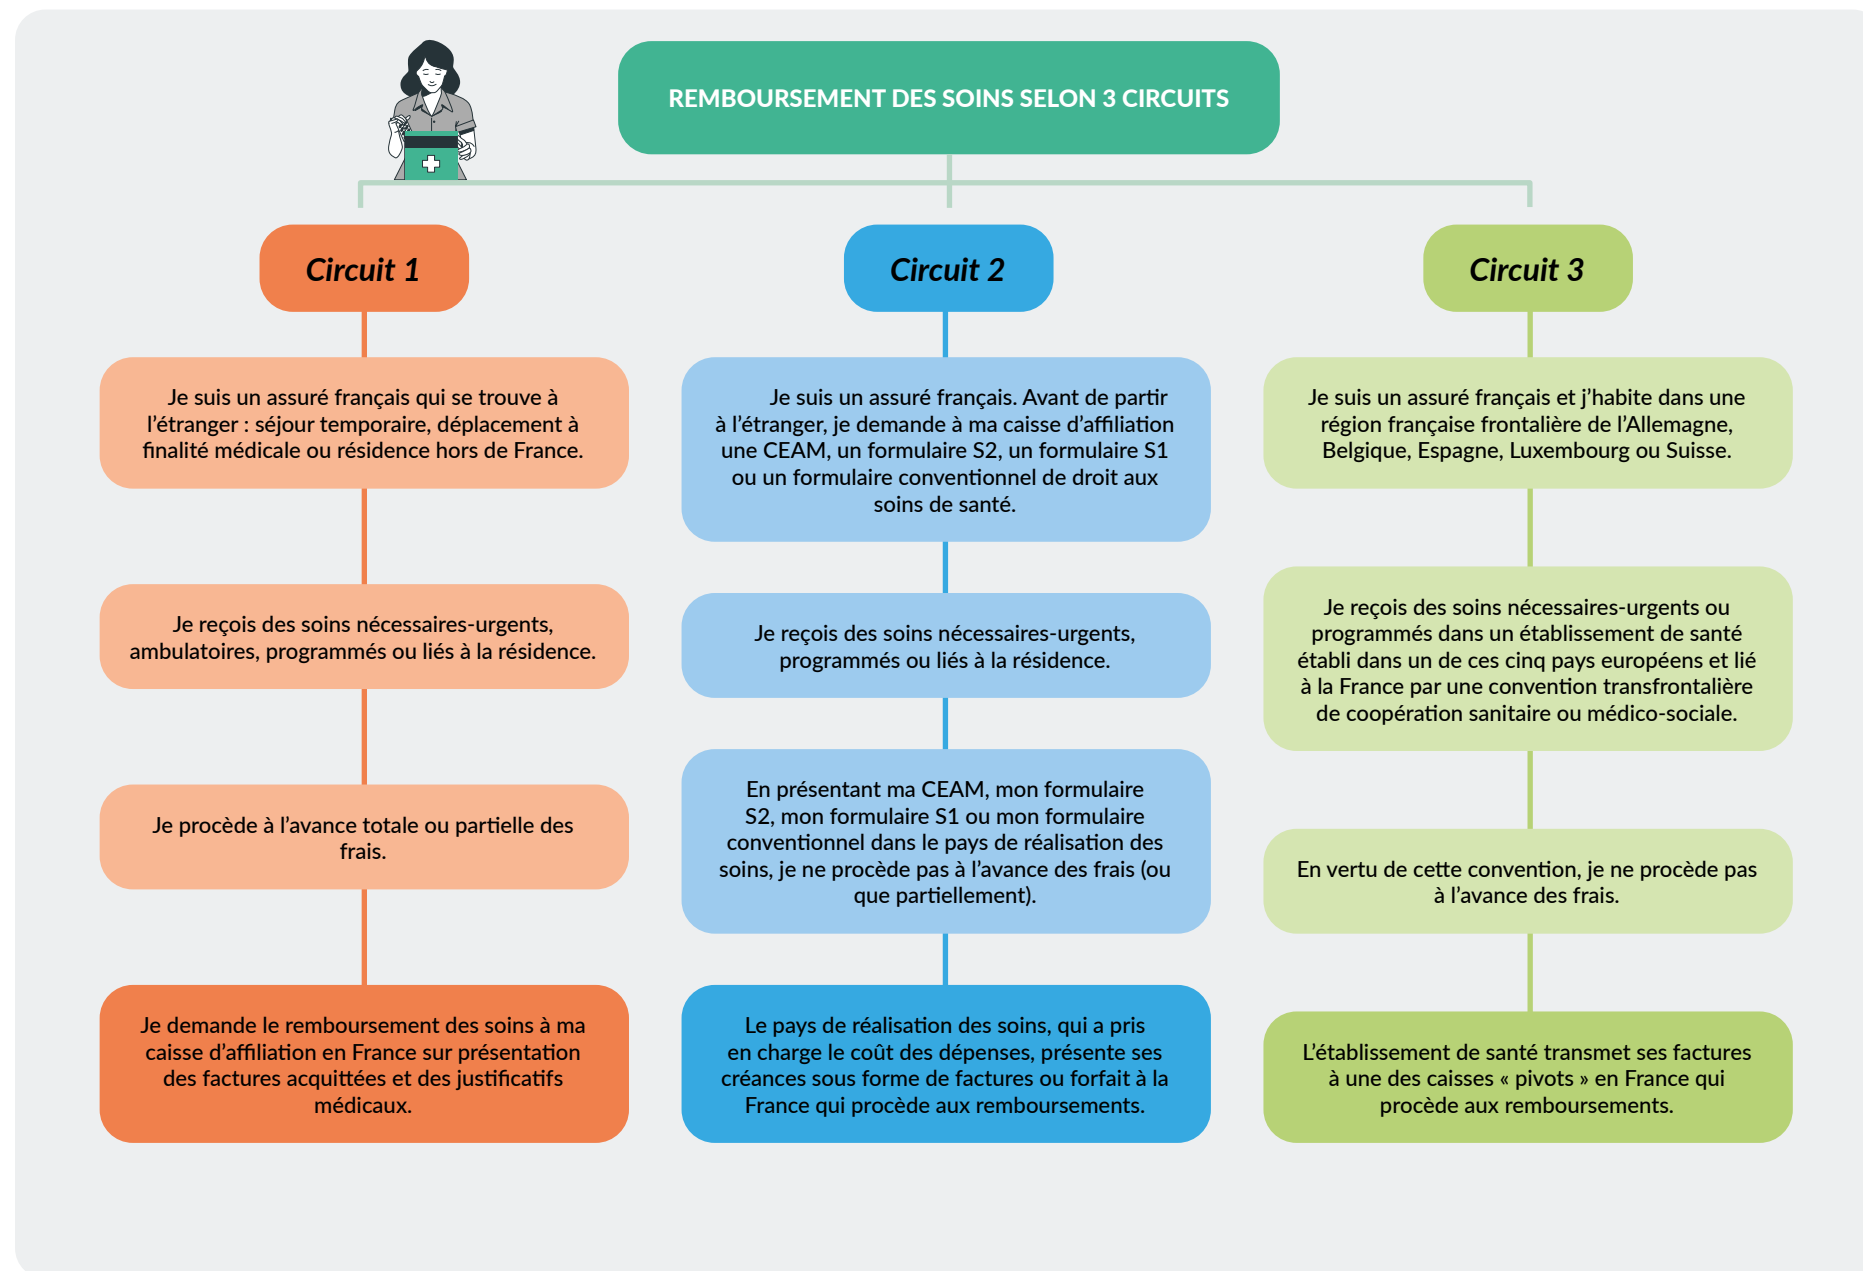 REMBOURSEMENT DES SOINS SELON 3 CIRCUITS
Circuit 1
Je suis un assuré français qui se trouve à
l'étranger : séjour temporaire, déplacement à
finalité médicale ou résidence hors de France.
Je reçois des soins nécessaires-urgents,
ambulatoires, programmés ou liés à la résidence.
Je procède à l'avance totale ou partielle des
frais.
Je demande le remboursement des soins à ma
caisse d'affiliation en France sur présentation
des factures acquittées et des justificatifs
médicaux.
Circuit 2
Je suis un assuré français. Avant de partir
à l'étranger, je demande à ma caisse d'affiliation
une CEAM, un formulaire S2, un formulaire S1
ou un formulaire conventionnel de droit aux
soins de santé.
Je reçois des soins nécessaires-urgents,
programmés ou liés à la résidence.
En présentant ma CEAM, mon formulaire
S2, mon formulaire S1 ou mon formulaire
conventionnel dans le pays de réalisation des
soins, je ne procède pas à l'avance des frais (ou
que partiellement).
Le pays de réalisation des soins, qui a pris
en charge le coût des dépenses, présente ses
créances sous forme de factures ou forfait à la
France qui procède aux remboursements.
Circuit 3
Je suis un assuré français et j'habite dans une
région française frontalière de l'Allemagne,
Belgique, Espagne, Luxembourg ou Suisse.
Je reçois des soins nécessaires-urgents ou
programmés dans un établissement de santé
établi dans un de ces cinq pays européens et lié
à la France par une convention transfrontalière
de coopération sanitaire ou médico-sociale.
En vertu de cette convention, je ne procède pas
à l'avance des frais.
L'établissement de santé transmet ses factures
à une des caisses « pivots » en France qui
procède aux remboursements.